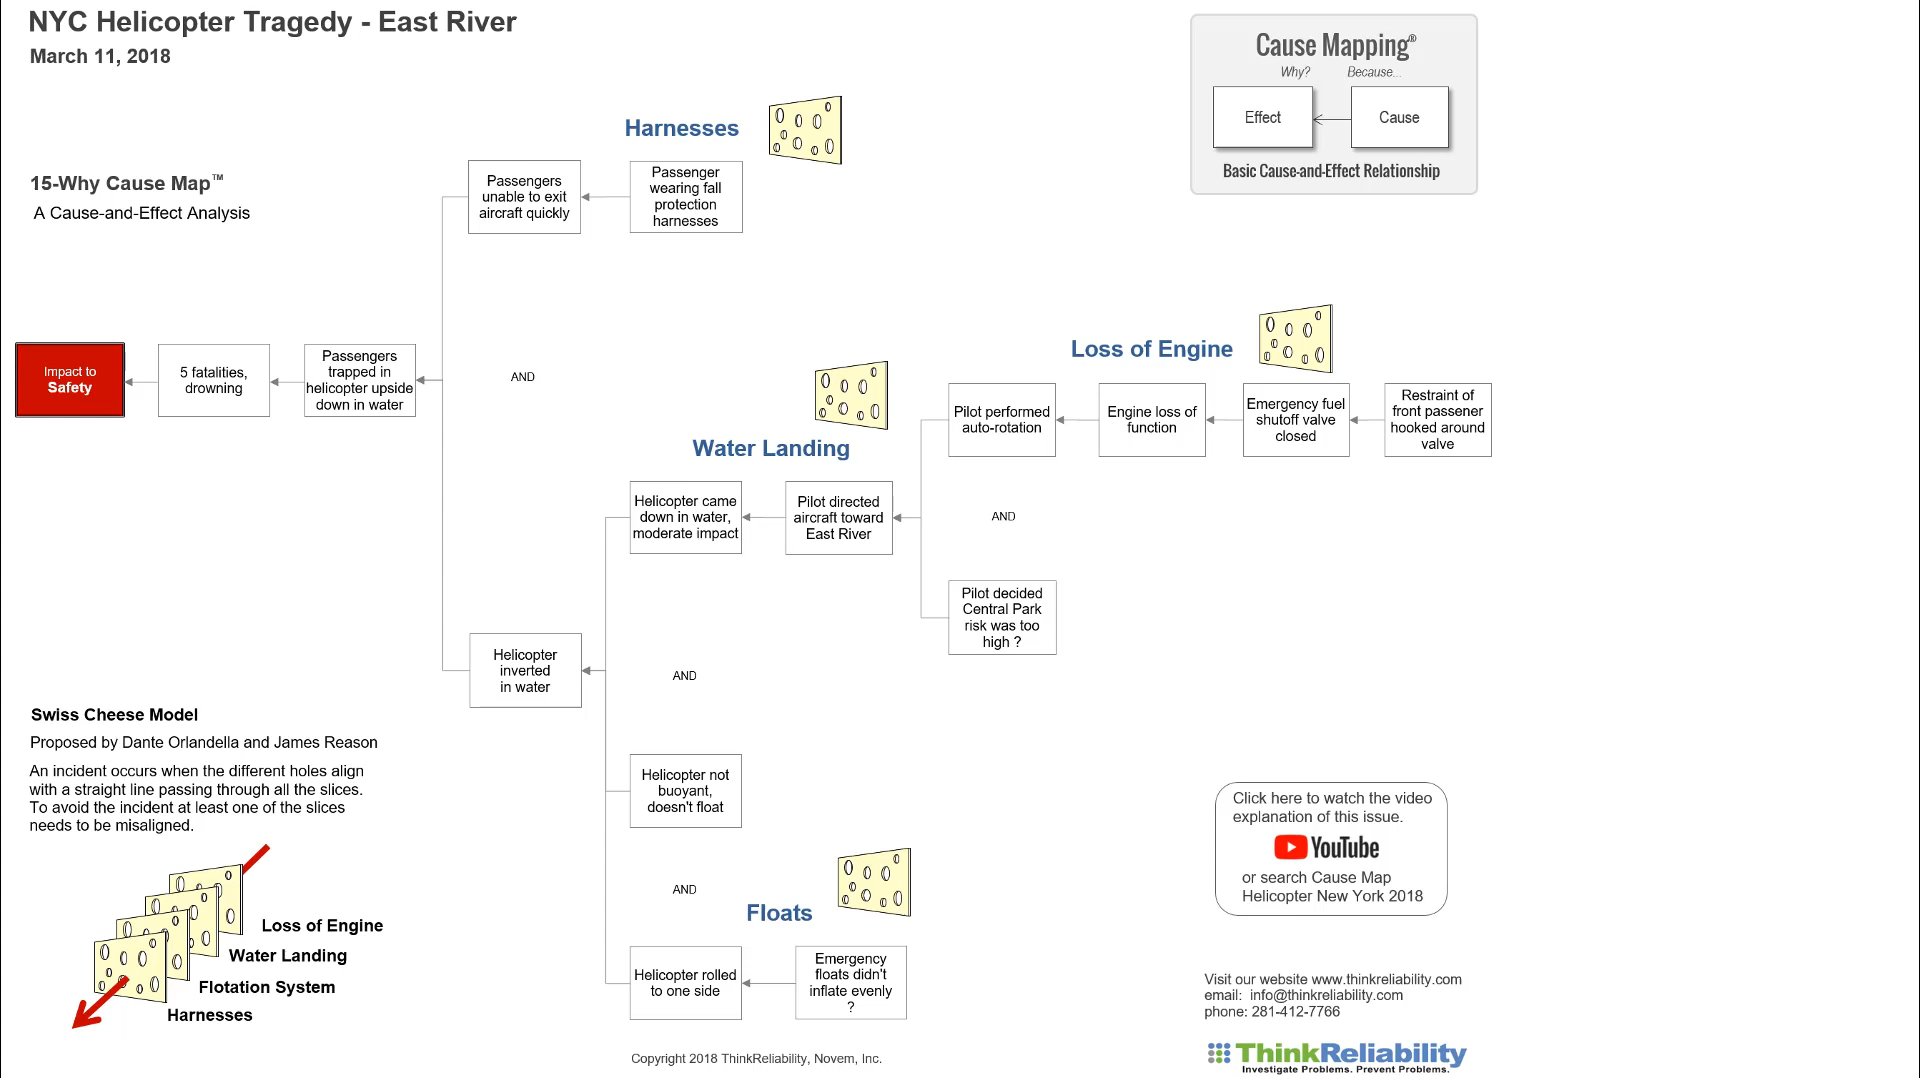 NYC Helicopter Tragedy - East River
March 11, 2018
Cause Mapping®
Why?
Because...
Effect
Cause
Basic Cause-and-Effect Relationship
15-Why Cause Map™
A Cause-and-Effect Analysis
Harnesses
Passengers
unable to exit
aircraft quickly
Passenger
wearing fall
protection
harnesses
Impact to
Safety
5 fatalities,
drowning
Passengers
trapped in
helicopter upside
down in water
AND
Loss of Engine
Water Landing
Pilot performed
auto-rotation
Engine loss of
function
Emergency fuel
shutoff valve
closed
Restraint of
front passener
hooked around
valve
Helicopter came
down in water,
moderate impact
Pilot directed
aircraft toward
East River
AND
Pilot decided
Central Park
risk was too
high ?
Helicopter
inverted
in water
AND
Helicopter not
buoyant,
doesn't float
AND
Floats
Helicopter rolled
to one side
Emergency
floats didn't
inflate evenly
?
Swiss Cheese Model
Proposed by Dante Orlandella and James Reason
An incident occurs when the different holes align
with a straight line passing through all the slices.
To avoid the incident at least one of the slices
needs to be misaligned.
Loss of Engine
Water Landing
Flotation System
Harnesses
Click here to watch the video
explanation of this issue.
YouTube
or search Cause Map
Helicopter New York 2018
Visit our website www.thinkreliability.com
email: info@thinkreliability.com
phone: 281-412-7766
ThinkReliability
Investigate Problems. Prevent Problems.
Copyright 2018 ThinkReliability, Novem, Inc.